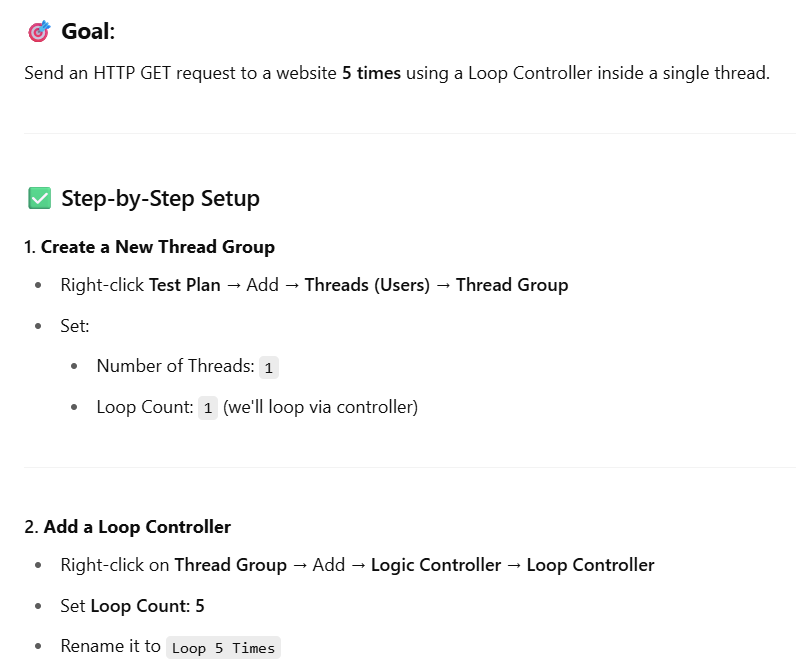 🎯 Goal:
Send an HTTP GET request to a website 5 times using a Loop Controller inside a single thread.
✅ Step-by-Step Setup
1. Create a New Thread Group
• Right-click Test Plan → Add → Threads (Users) → Thread Group
• Set:
• Number of Threads: 1
• Loop Count: 1 (we'll loop via controller)
2. Add a Loop Controller
• Right-click on Thread Group → Add → Logic Controller → Loop Controller
• Set Loop Count: 5
• Rename it to Loop 5 Times